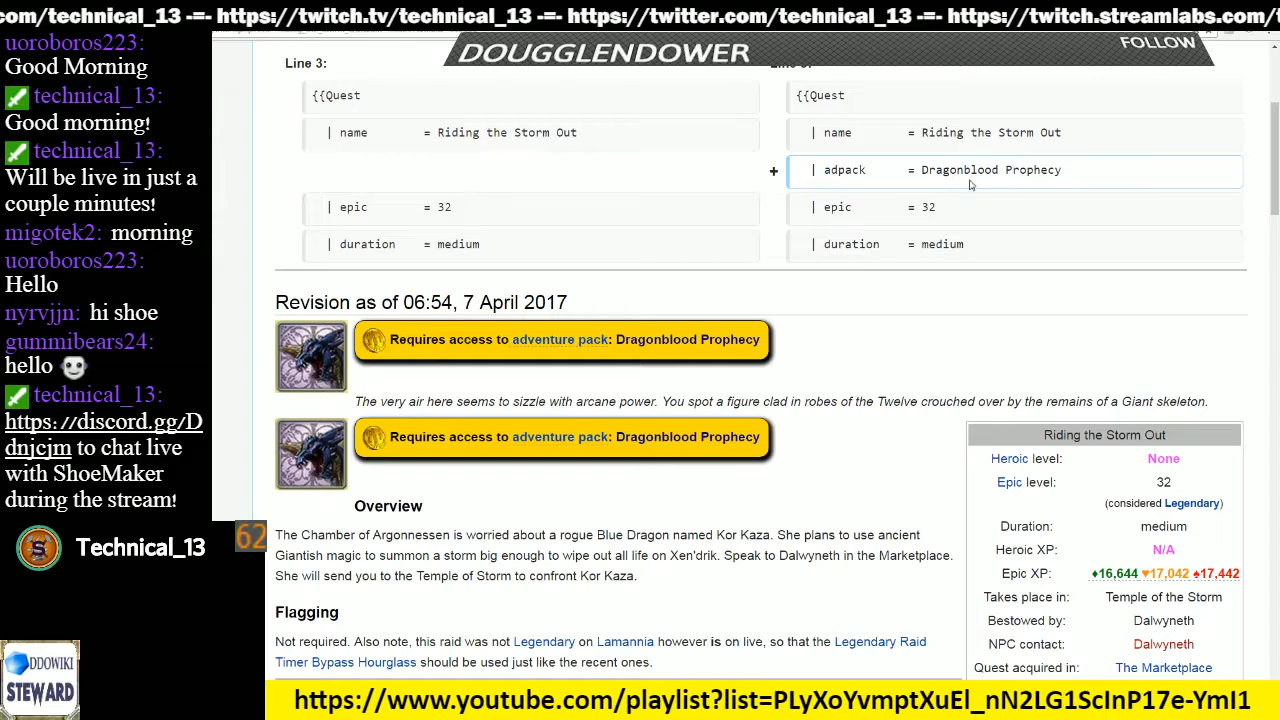 com/technical_13 -=- https://twitch.tv/technical_13 -=- https://twitter.com/technical_13 -=- https://twitch.streamlabs.com/t
uoroboros223:
Good Morning
technical_13:
Good morning!
technical_13:
Will be live in just a
couple minutes!
migotek2: morning
uoroboros223:
Hello
nyrvjjn: hi shoe
gummibears24:
hello
technical_13:
https://discord.gg/D
dnjcjm to chat live
with ShoeMaker
during the stream!
Technical_13
62
DDOWIKI
STEWARD
DOUGGLENDOWER
FOLLOW
Line 3:
{{Quest
| name = Riding the Storm Out
| epic = 32
| duration = medium
{{Quest
| name = Riding the Storm Out
+ | adpack = Dragonblood Prophecy
| epic = 32
| duration = medium
Revision as of 06:54, 7 April 2017
Requires access to adventure pack: Dragonblood Prophecy
The very air here seems to sizzle with arcane power. You spot a figure clad in robes of the Twelve crouched over by the remains of a Giant skeleton.
Requires access to adventure pack: Dragonblood Prophecy
Overview
The Chamber of Argonnessen is worried about a rogue Blue Dragon named Kor Kaza. She plans to use ancient
Giantish magic to summon a storm big enough to wipe out all life on Xen'drik. Speak to Dalwyneth in the Marketplace.
She will send you to the Temple of Storm to confront Kor Kaza.
Flagging
Not required. Also note, this raid was not Legendary on Lamannia however is on live, so that the Legendary Raid
Timer Bypass Hourglass should be used just like the recent ones.
Riding the Storm Out
Heroic level: None
Epic level: 32
(considered Legendary)
Duration: medium
Heroic XP: N/A
Epic XP: ♦16,644 ♥17,042 ♠17,442
Takes place in: Temple of the Storm
Bestowed by: Dalwyneth
NPC contact: Dalwyneth
Quest acquired in: The Marketplace
https://www.youtube.com/playlist?list=PLyXoYvmptXuEl_nN2LG1ScInP17e-YmI1